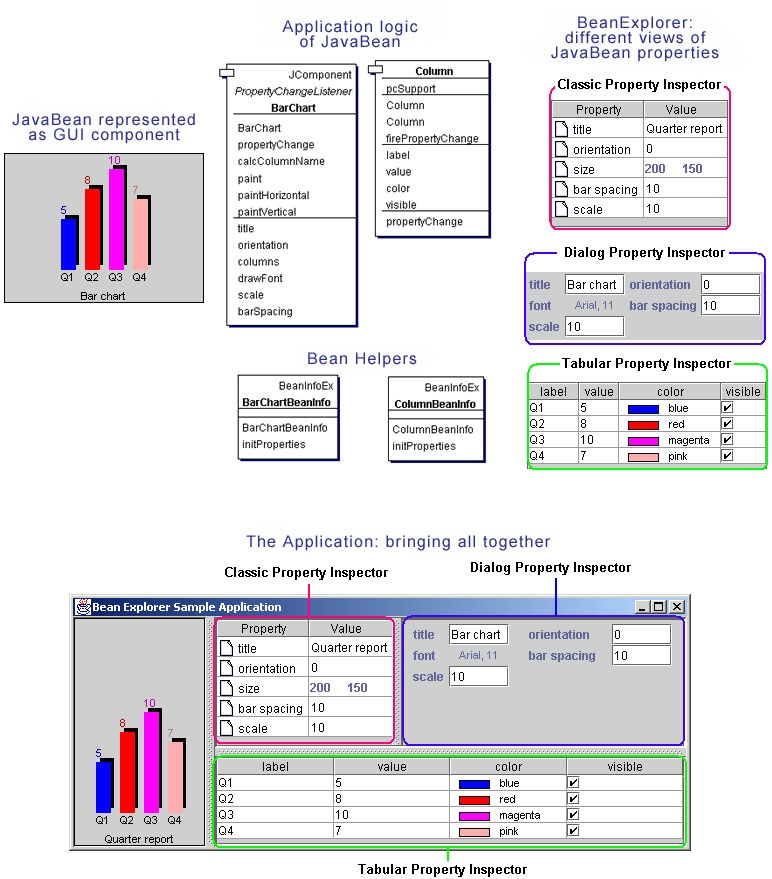 Application logic
of JavaBean
BeanExplorer:
different views of
JavaBean properties
JavaBean represented
as GUI component
5
8
10
7
Q1 Q2 Q3 Q4
Bar chart
JComponent
PropertyChangeListener
BarChart
BarChart
propertyChange
calcColumnName
paint
paintHorizontal
paintVertical
title
orientation
columns
drawFont
scale
barSpacing
Column
pcSupport
Column
Column
firePropertyChange
label
value
color
visible
propertyChange
Classic Property Inspector
Property Value
title Quarter report
orientation 0
size 200 150
bar spacing 10
scale 10
Dialog Property Inspector
title Bar chart orientation 0
font Arial, 11 bar spacing 10
scale 10
Bean Helpers
BeanInfoEx
BarChartBeanInfo
BarChartBeanInfo
initProperties
BeanInfoEx
ColumnBeanInfo
ColumnBeanInfo
initProperties
Tabular Property Inspector
label value color visible
Q1 5 blue
Q2 8 red
Q3 10 magenta
Q4 7 pink
The Application: bringing all together
Classic Property Inspector
Dialog Property Inspector
Bean Explorer Sample Application
5
8
10
7
Q1 Q2 Q3 Q4
Quarter report
Property Value
title Quarter report
orientation 0
size 200 150
bar spacing 10
scale 10
title Bar chart orientation 0
font Arial, 11 bar spacing 10
scale 10
label value color visible
Q1 5 blue
Q2 8 red
Q3 10 magenta
Q4 7 pink
Tabular Property Inspector